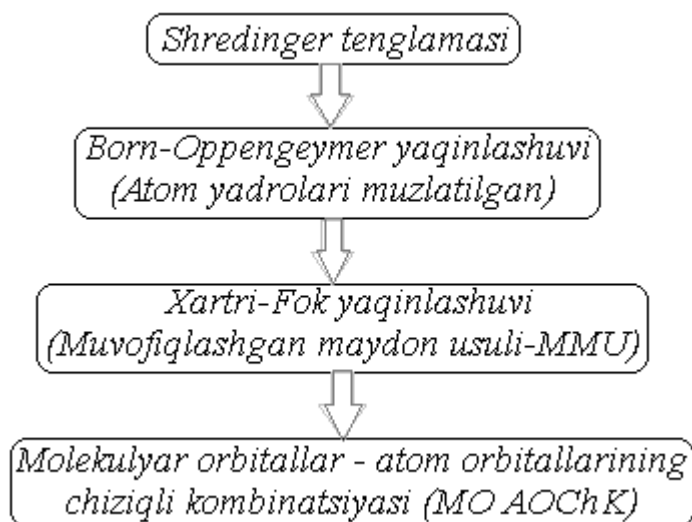 Shredinger tenglamasi
Born-Oppengeymer yaqinlashuvi
(Atom yadrolari muzlatilgan)
Xartri-Fok yaqinlashuvi
(Muvofiqlashgan maydon usuli-MMU)
Molekulyar orbitallar - atom orbitallarining
chiziqli kombinatsiyasi (MO AOChK)